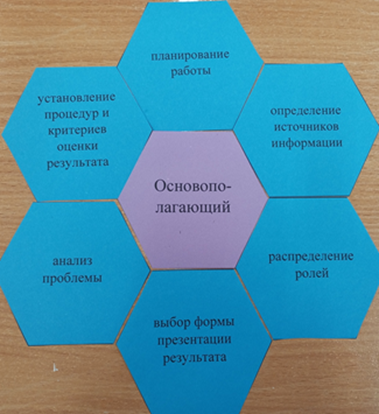 планирование
работы
установление
процедур и
критериев
оценки
результата
определение
источников
информации
Основопо-
лагающий
анализ
проблемы
распределение
ролей
выбор формы
презентации
результата